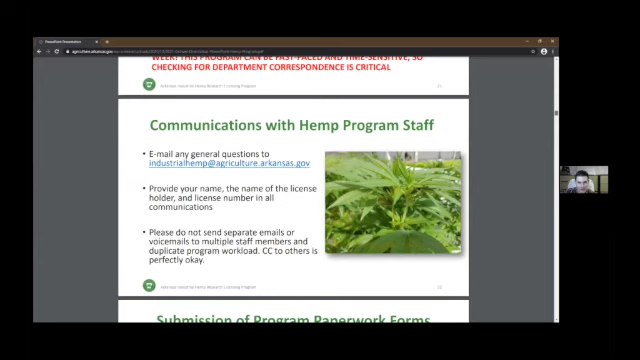 PowerPoint Presentation
WEEK! THIS PROGRAM CAN BE FAST-PACED AND TIME-SENSITIVE, SO
CHECKING FOR DEPARTMENT CORRESPONDENCE IS CRITICAL
Arkansas Industrial Hemp Research Licensing Program
Communications with Hemp Program Staff
• E-mail any general questions to
industrialhemp@agriculture.arkansas.gov
• Provide your name, the name of the license
holder, and license number in all
communications
• Please do not send separate emails or
voicemails to multiple staff members and
duplicate program workload. CC to others is
perfectly okay.
Arkansas Industrial Hemp Research Licensing Program
Submission of Program Paperwork Forms